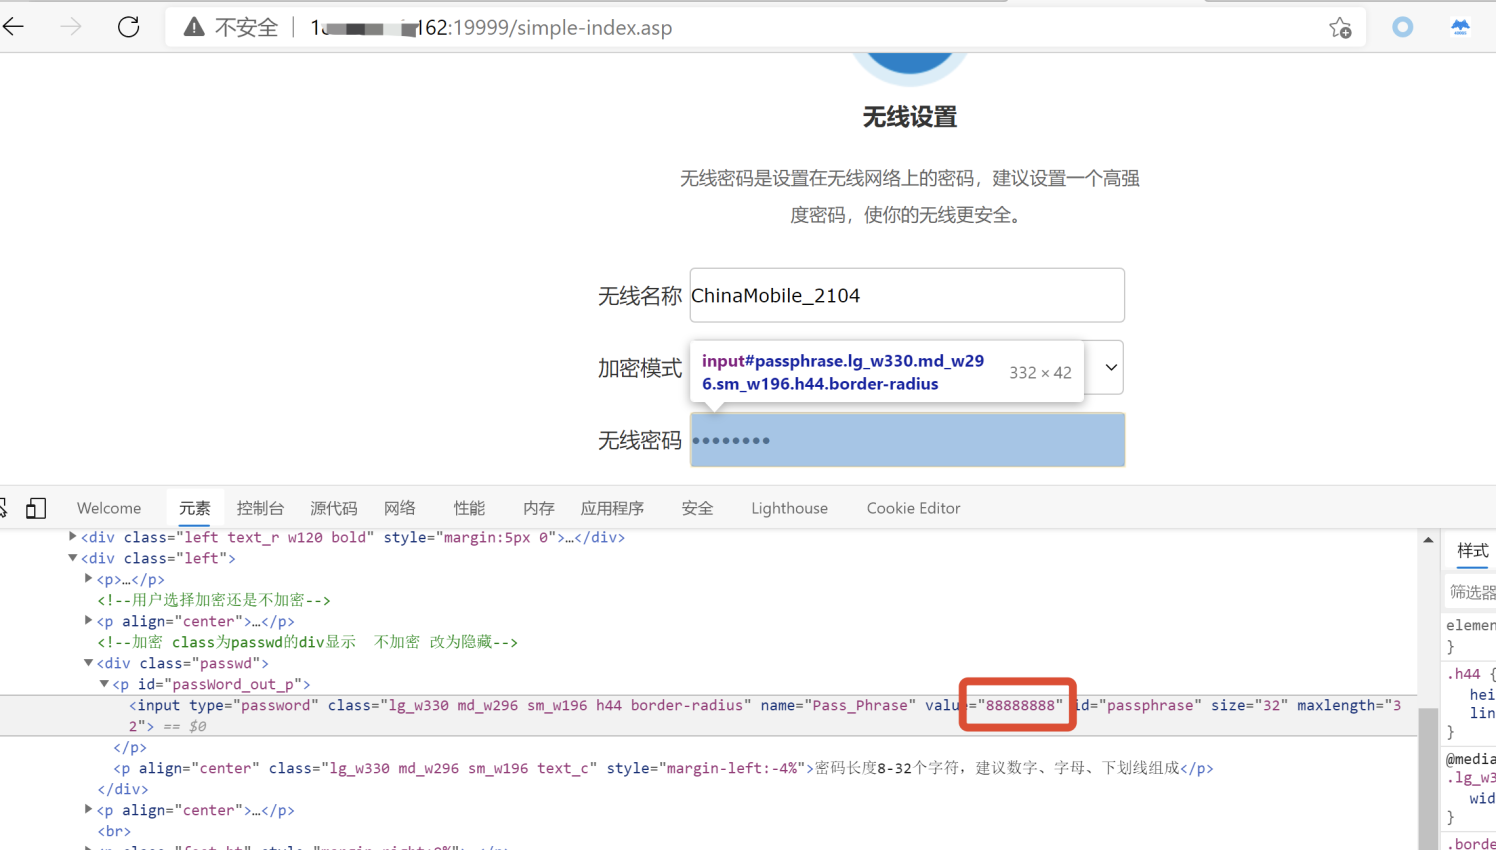 不安全 162:19999/simple-index.asp
无线设置
无线密码是设置在无线网络上的密码，建议设置一个高强
度密码，使你的无线更安全。
无线名称 ChinaMobile_2104
加密模式
input#passphrase.lg_w330.md_w29
6.sm_w196.h44.border-radius
332 × 42
无线密码 ••••••••
Welcome 元素 控制台 源代码 网络 性能 内存 应用程序 安全 Lighthouse Cookie Editor
<div class="left text_r w120 bold" style="margin:5px 0">…</div>
<div class="left">
<p>…</p>
<!--用户选择加密还是不加密-->
<p align="center">…</p>
<!--加密 class为passwd的div显示  不加密 改为隐藏-->
<div class="passwd">
<p id="passWord_out_p">
<input type="password" class="lg_w330 md_w296 sm_w196 h44 border-radius" name="Pass_Phrase" value="88888888" id="passphrase" size="32" maxlength="3
2"> == $0
</p>
<p align="center" class="lg_w330 md_w296 sm_w196 text_c" style="margin-left:-4%">密码长度8-32个字符，建议数字、字母、下划线组成</p>
</div>
<p align="center">…</p>
<br>
样式
筛选器
elemen
}
.h44 {
hei
lin
}
@media
.lg_w3
wid
}
.borde